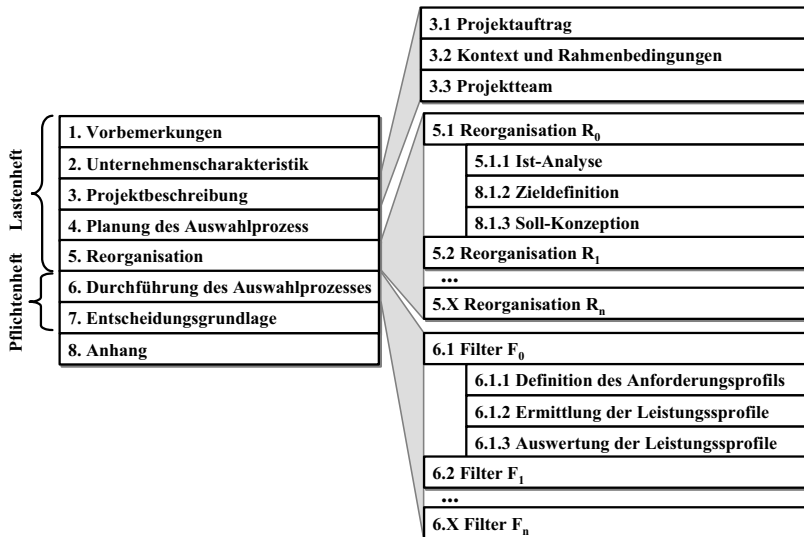 Lastenheft
Pflichtenheft
1. Vorbemerkungen
2. Unternehmenscharakteristik
3. Projektbeschreibung
4. Planung des Auswahlprozess
5. Reorganisation
6. Durchführung des Auswahlprozesses
7. Entscheidungsgrundlage
8. Anhang
3.1 Projektauftrag
3.2 Kontext und Rahmenbedingungen
3.3 Projektteam
5.1 Reorganisation R₀
5.1.1 Ist-Analyse
8.1.2 Zieldefinition
8.1.3 Soll-Konzeption
5.2 Reorganisation R₁
...
5.X Reorganisation Rₙ
6.1 Filter F₀
6.1.1 Definition des Anforderungsprofils
6.1.2 Ermittlung der Leistungssprofile
6.1.3 Auswertung der Leistungssprofile
6.2 Filter F₁
...
6.X Filter Fₙ